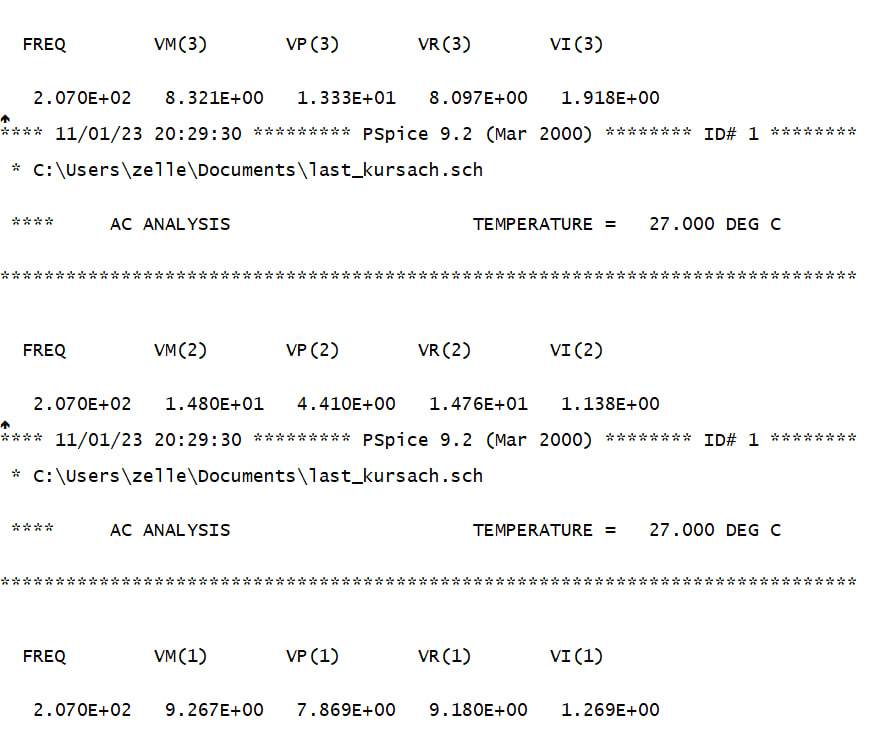 FREQ        VM(3)       VP(3)       VR(3)       VI(3)
2.070E+02   8.321E+00   1.333E+01   8.097E+00   1.918E+00
**** 11/01/23 20:29:30 ********* PSpice 9.2 (Mar 2000) ******** ID# 1 ********
* C:\Users\zelle\Documents\last_kursach.sch
****     AC ANALYSIS                      TEMPERATURE =   27.000 DEG C
******************************************************************************
FREQ        VM(2)       VP(2)       VR(2)       VI(2)
2.070E+02   1.480E+01   4.410E+00   1.476E+01   1.138E+00
**** 11/01/23 20:29:30 ********* PSpice 9.2 (Mar 2000) ******** ID# 1 ********
* C:\Users\zelle\Documents\last_kursach.sch
****     AC ANALYSIS                      TEMPERATURE =   27.000 DEG C
******************************************************************************
FREQ        VM(1)       VP(1)       VR(1)       VI(1)
2.070E+02   9.267E+00   7.869E+00   9.180E+00   1.269E+00